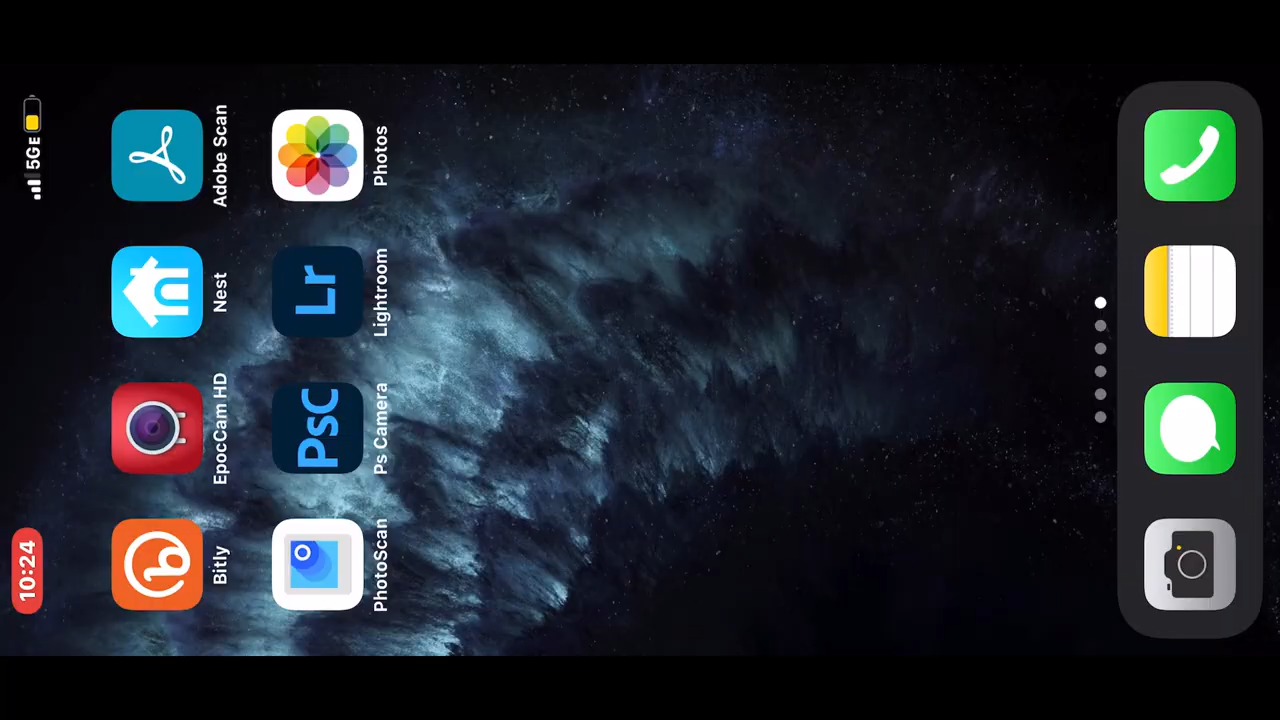 10:24
5GE
Bitly
EpocCam HD
Nest
Adobe Scan
PhotoScan
PsC
Ps Camera
Lr
Lightroom
Photos